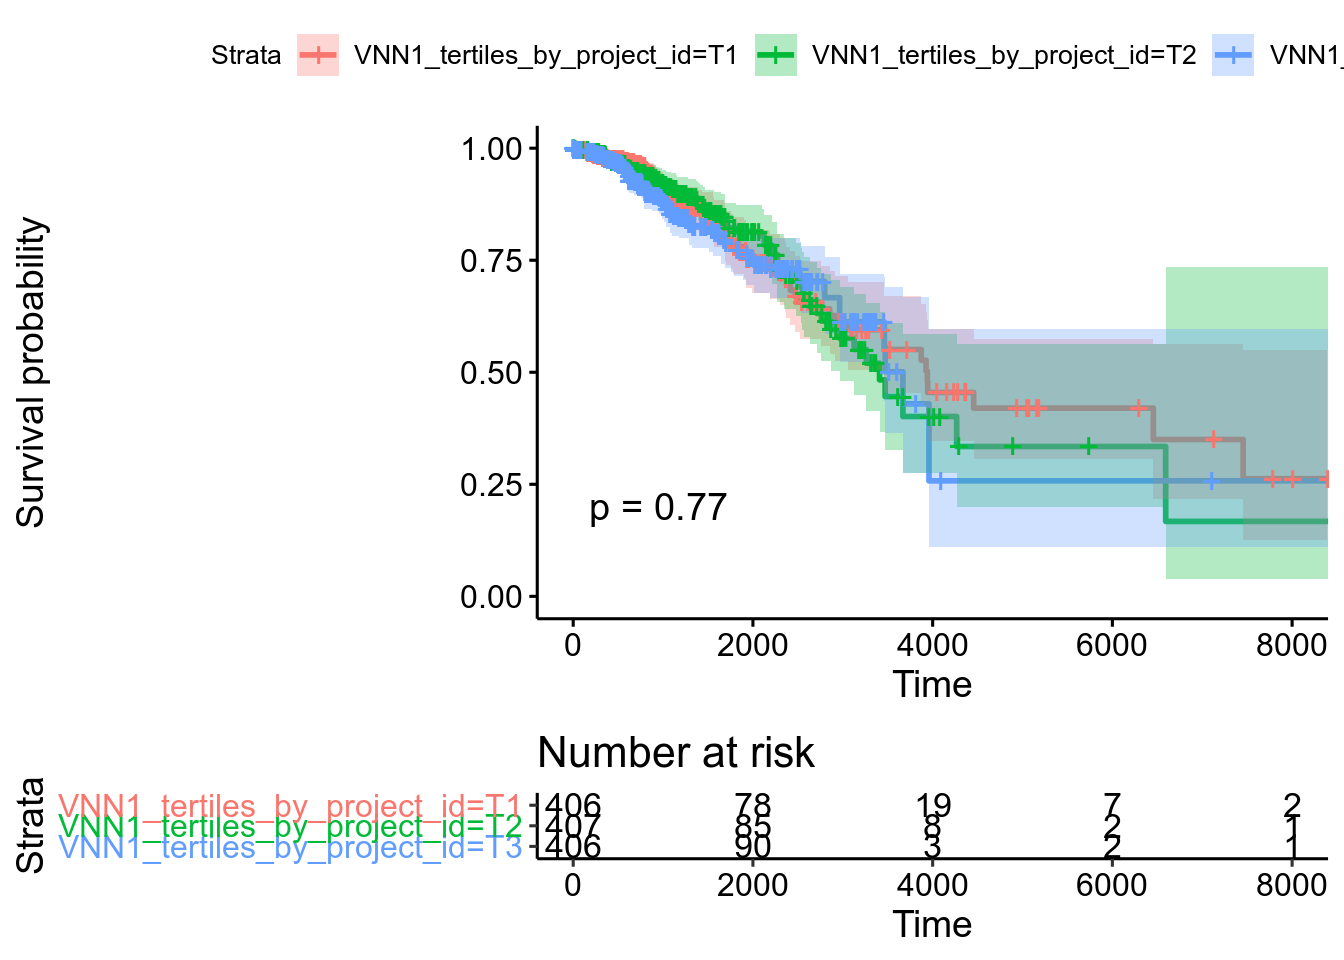 Strata VNN1_tertiles_by_project_id=T1 VNN1_tertiles_by_project_id=T2 VNN1_
Survival probability
1.00
0.75
0.50
0.25
0.00
p = 0.77
0 2000 4000 6000 8000
Time
Number at risk
Strata
VNN1_tertiles_by_project_id=T1 406 78 19 7 2
VNN1_tertiles_by_project_id=T2 407 85 8 2 1
VNN1_tertiles_by_project_id=T3 406 90 3 2 1
0 2000 4000 6000 8000
Time